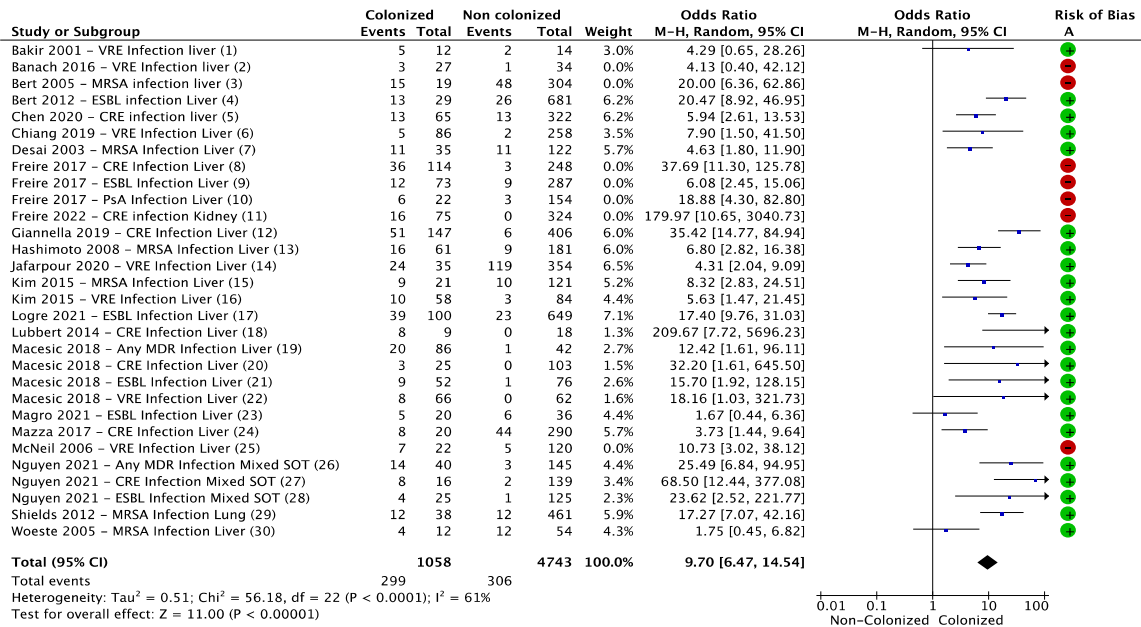 Colonized Non colonized Odds Ratio Odds Ratio Risk of Bias
Study or Subgroup Events Total Events Total Weight M-H, Random, 95% CI M-H, Random, 95% CI A
Bakir 2001 – VRE Infection liver (1) 5 12 2 14 3.0% 4.29 [0.65, 28.26] +
Banach 2016 – VRE Infection liver (2) 3 27 1 34 0.0% 4.13 [0.40, 42.12] -
Bert 2005 – MRSA infection liver (3) 15 19 48 304 0.0% 20.00 [6.36, 62.86] -
Bert 2012 – ESBL infection Liver (4) 13 29 26 681 6.2% 20.47 [8.92, 46.95] +
Chen 2020 – CRE infection liver (5) 13 65 13 322 6.2% 5.94 [2.61, 13.53] +
Chiang 2019 – VRE Infection Liver (6) 5 86 2 258 3.5% 7.90 [1.50, 41.50] +
Desai 2003 – MRSA Infection Liver (7) 11 35 11 122 5.7% 4.63 [1.80, 11.90] +
Freire 2017 – CRE Infection Liver (8) 36 114 3 248 0.0% 37.69 [11.30, 125.78] -
Freire 2017 – ESBL Infection Liver (9) 12 73 9 287 0.0% 6.08 [2.45, 15.06] -
Freire 2017 – PsA Infection Liver (10) 6 22 3 154 0.0% 18.88 [4.30, 82.80] -
Freire 2022 – CRE infection Kidney (11) 16 75 0 324 0.0% 179.97 [10.65, 3040.73] -
Giannella 2019 – CRE infection Liver (12) 51 147 6 406 6.0% 35.42 [14.77, 84.94] +
Hashimoto 2008 – MRSA Infection Liver (13) 16 61 9 181 6.0% 6.80 [2.82, 16.38] +
Jafarpour 2020 – VRE Infection Liver (14) 24 35 119 354 6.5% 4.31 [2.04, 9.09] +
Kim 2015 – MRSA Infection Liver (15) 9 21 10 121 5.2% 8.32 [2.83, 24.51] +
Kim 2015 – VRE Infection Liver (16) 10 58 3 84 4.4% 5.63 [1.47, 21.45] +
Logre 2021 – ESBL Infection Liver (17) 39 100 23 649 7.1% 17.40 [9.76, 31.03] +
Lubbert 2014 – CRE Infection Liver (18) 8 9 0 18 1.3% 209.67 [7.72, 5696.23] +
Macesic 2018 – Any MDR Infection Liver (19) 20 86 1 42 2.7% 12.42 [1.61, 96.11] +
Macesic 2018 – CRE Infection Liver (20) 3 25 0 103 1.5% 32.20 [1.61, 645.50] +
Macesic 2018 – ESBL Infection Liver (21) 9 52 1 76 2.6% 15.70 [1.92, 128.15] +
Macesic 2018 – VRE Infection Liver (22) 8 66 0 62 1.6% 18.16 [1.03, 321.73] +
Magro 2021 – ESBL Infection Liver (23) 5 20 6 36 4.4% 1.67 [0.44, 6.36] +
Mazza 2017 – CRE Infection Liver (24) 8 20 44 290 5.7% 3.73 [1.44, 9.64] +
McNeil 2006 – VRE Infection Liver (25) 7 22 5 120 0.0% 10.73 [3.02, 38.12] -
Nguyen 2021 – Any MDR Infection Mixed SOT (26) 14 40 3 145 4.4% 25.49 [6.84, 94.95] +
Nguyen 2021 – CRE Infection Mixed SOT (27) 8 16 2 139 3.4% 68.50 [12.44, 377.08] +
Nguyen 2021 – ESBL Infection Mixed SOT (28) 4 25 1 125 2.3% 23.62 [2.52, 221.77] +
Shields 2012 – MRSA Infection Lung (29) 12 38 12 461 5.9% 17.27 [7.07, 42.16] +
Woeste 2005 – MRSA Infection Liver (30) 4 12 12 54 4.3% 1.75 [0.45, 6.82] +
Total (95% CI) 1058 4743 100.0% 9.70 [6.47, 14.54]
Total events 299 306
Heterogeneity: Tau² = 0.51; Chi² = 56.18, df = 22 (P < 0.0001); I² = 61%
Test for overall effect: Z = 11.00 (P < 0.00001)
0.01 0.1 1 10 100
Non-Colonized Colonized